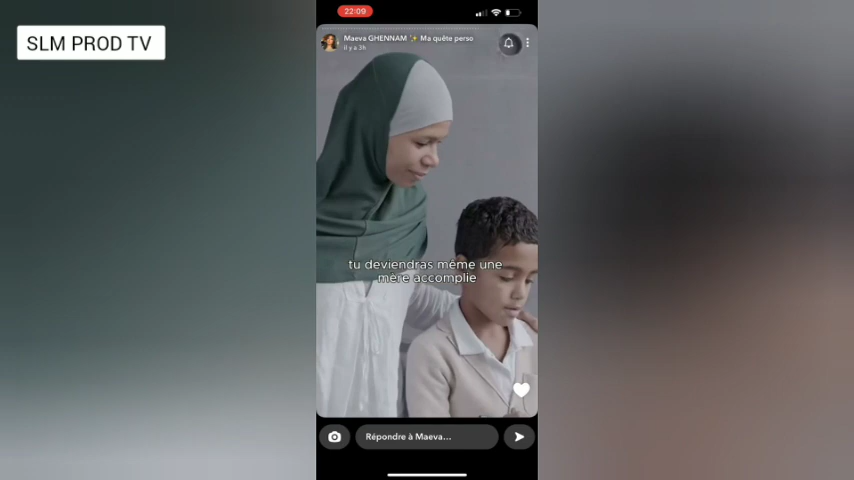 SLM PROD TV
22:09
Maeva GHENNAM ✨ Ma quête perso
il y a 3h
tu deviendras même une
mère accomplie
Répondre à Maeva...